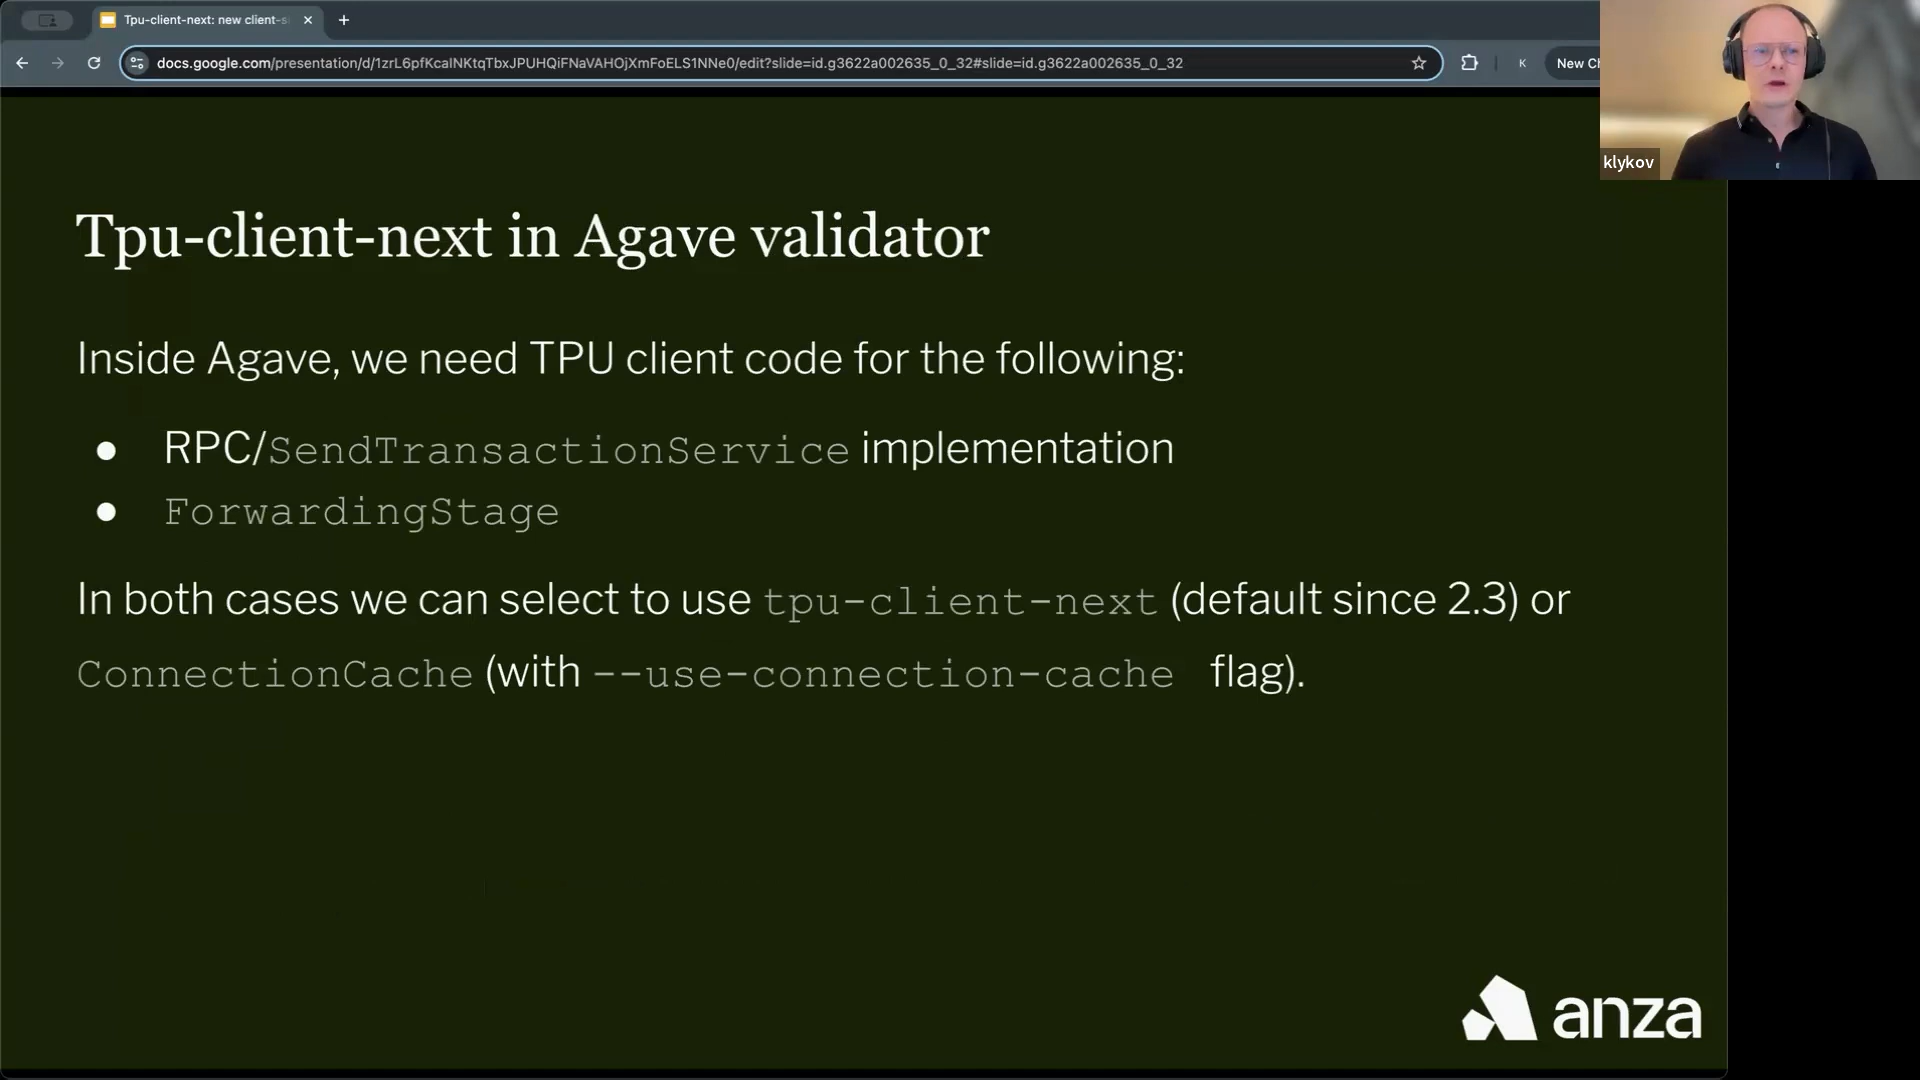 Tpu-client-next: new client-s
docs.google.com/presentation/d/1zrL6pfKcaINKtqTbxJPUHQiFNaVAHOjXmFoELS1NNe0/edit?slide=id.g3622a002635_0_32#slide=id.g3622a002635_0_32
K
New Ch
klykov
Tpu-client-next in Agave validator
Inside Agave, we need TPU client code for the following:
● RPC/SendTransactionService implementation
● ForwardingStage
In both cases we can select to use tpu-client-next (default since 2.3) or
ConnectionCache (with --use-connection-cache flag).
anza